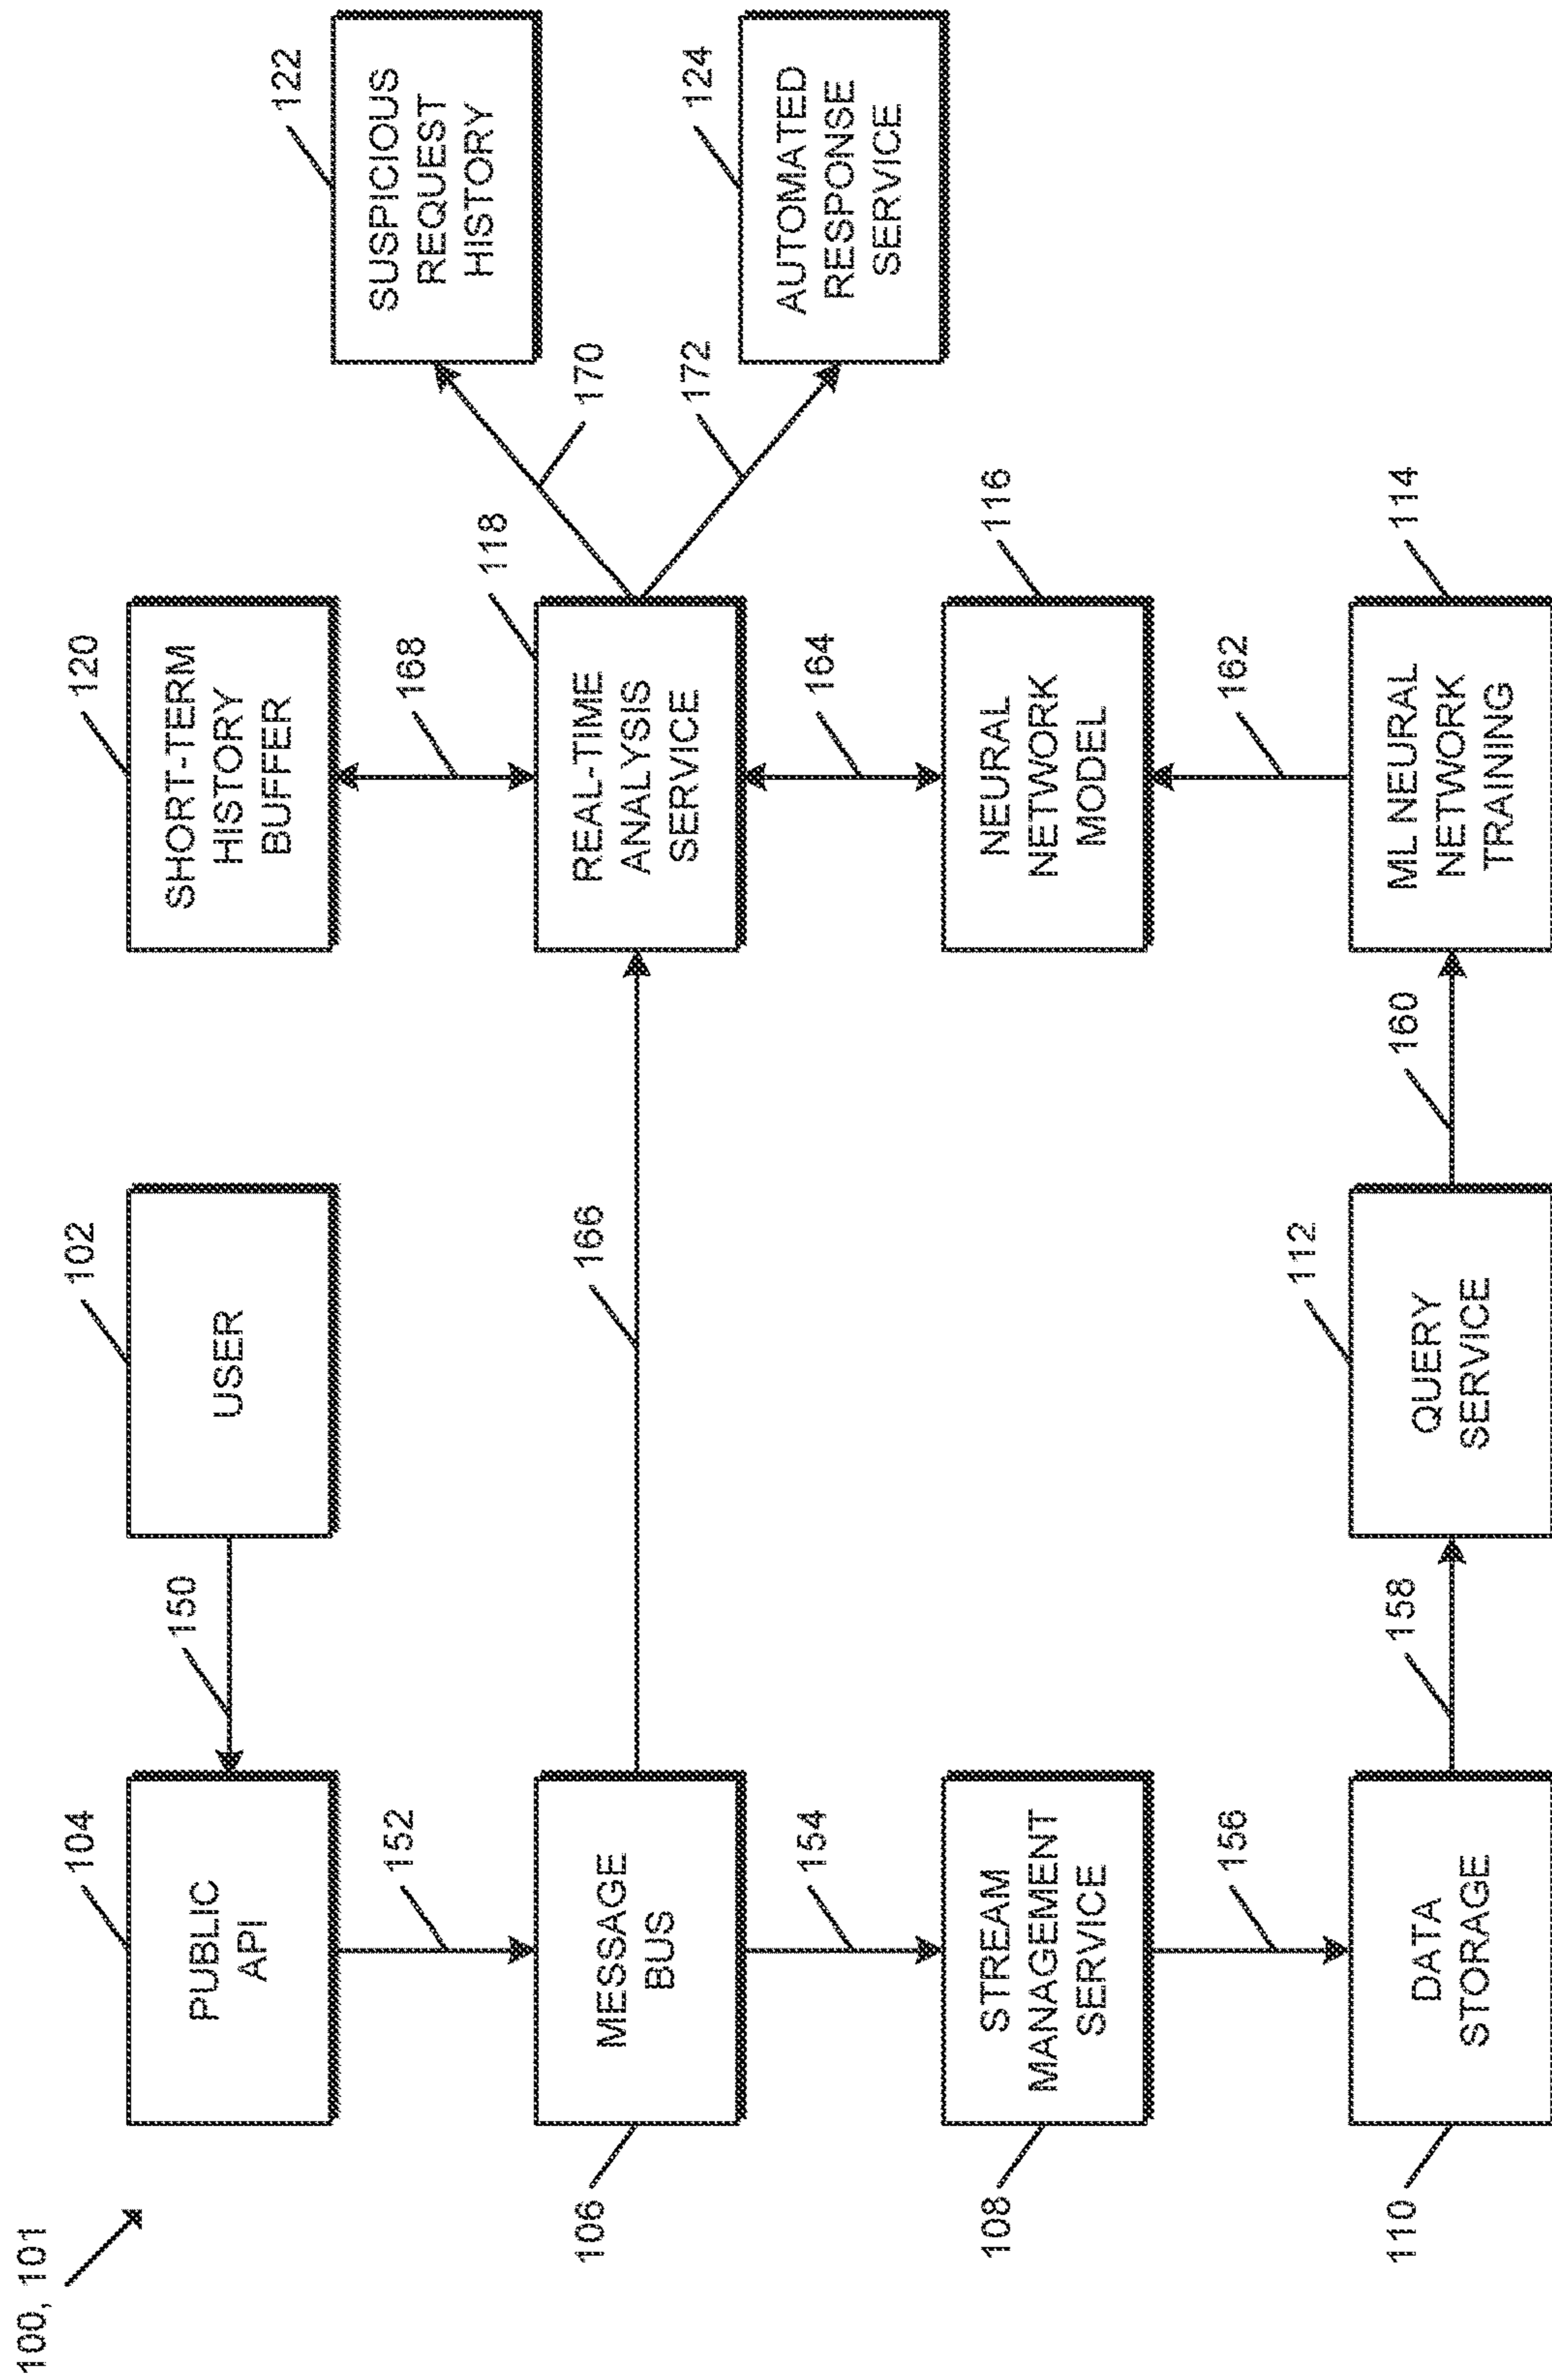 100, 101
104
PUBLIC
API
150
102
USER
120
SHORT-TERM
HISTORY
BUFFER
152
168
122
SUSPICIOUS
REQUEST
HISTORY
106
MESSAGE
BUS
166
118
REAL-TIME
ANALYSIS
SERVICE
170
172
124
AUTOMATED
RESPONSE
SERVICE
154
164
108
STREAM
MANAGEMENT
SERVICE
116
NEURAL
NETWORK
MODEL
156
162
110
DATA
STORAGE
158
112
QUERY
SERVICE
160
114
ML NEURAL
NETWORK
TRAINING